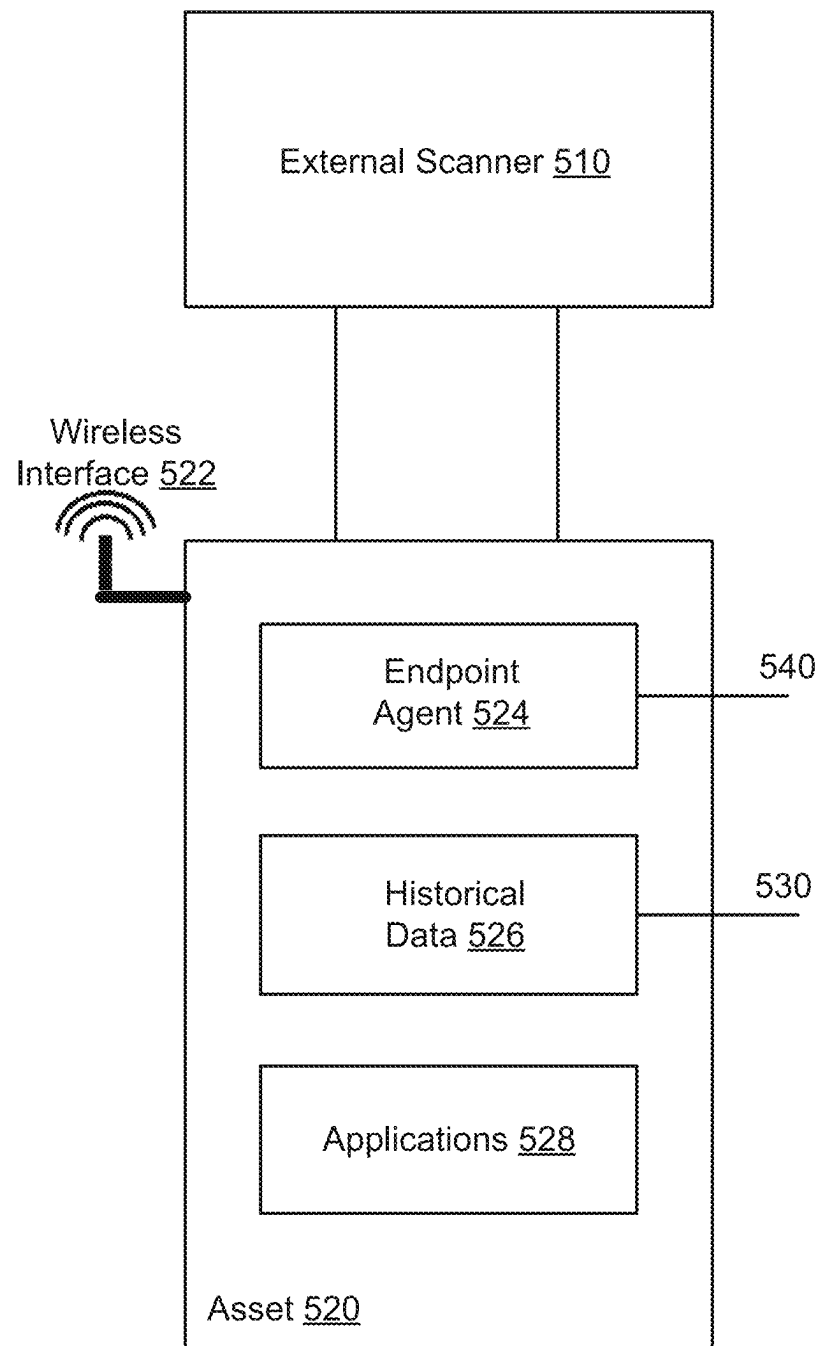 External Scanner 510
Wireless
Interface 522
Endpoint
Agent 524
540
Historical
Data 526
530
Applications 528
Asset 520